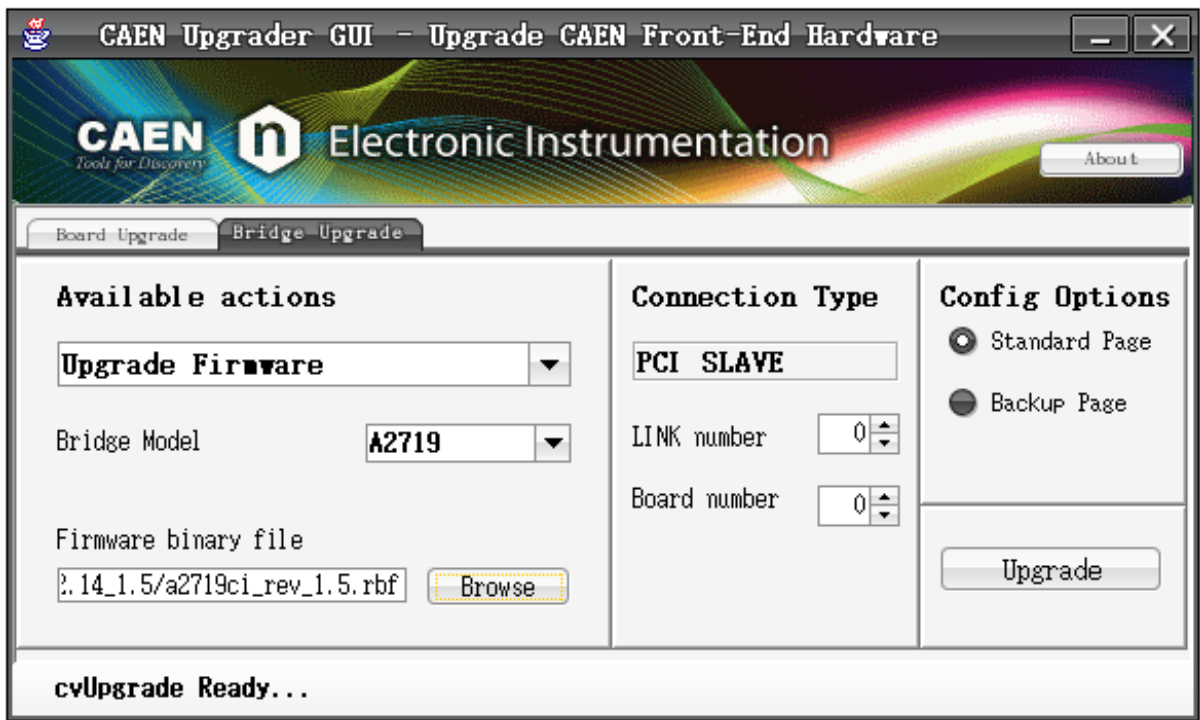 CAEN Upgrader GUI - Upgrade CAEN Front-End Hardware
CAEN
Tools for Discovery
n Electronic Instrumentation
About
Board Upgrade
Bridge Upgrade
Available actions
Upgrade Firmware
Bridge Model
A2719
Firmware binary file
2.14_1.5/a2719ci_rev_1.5.rbf
Browse
Connection Type
PCI SLAVE
LINK number
0
Board number
0
Config Options
Standard Page
Backup Page
Upgrade
cvUpgrade Ready...